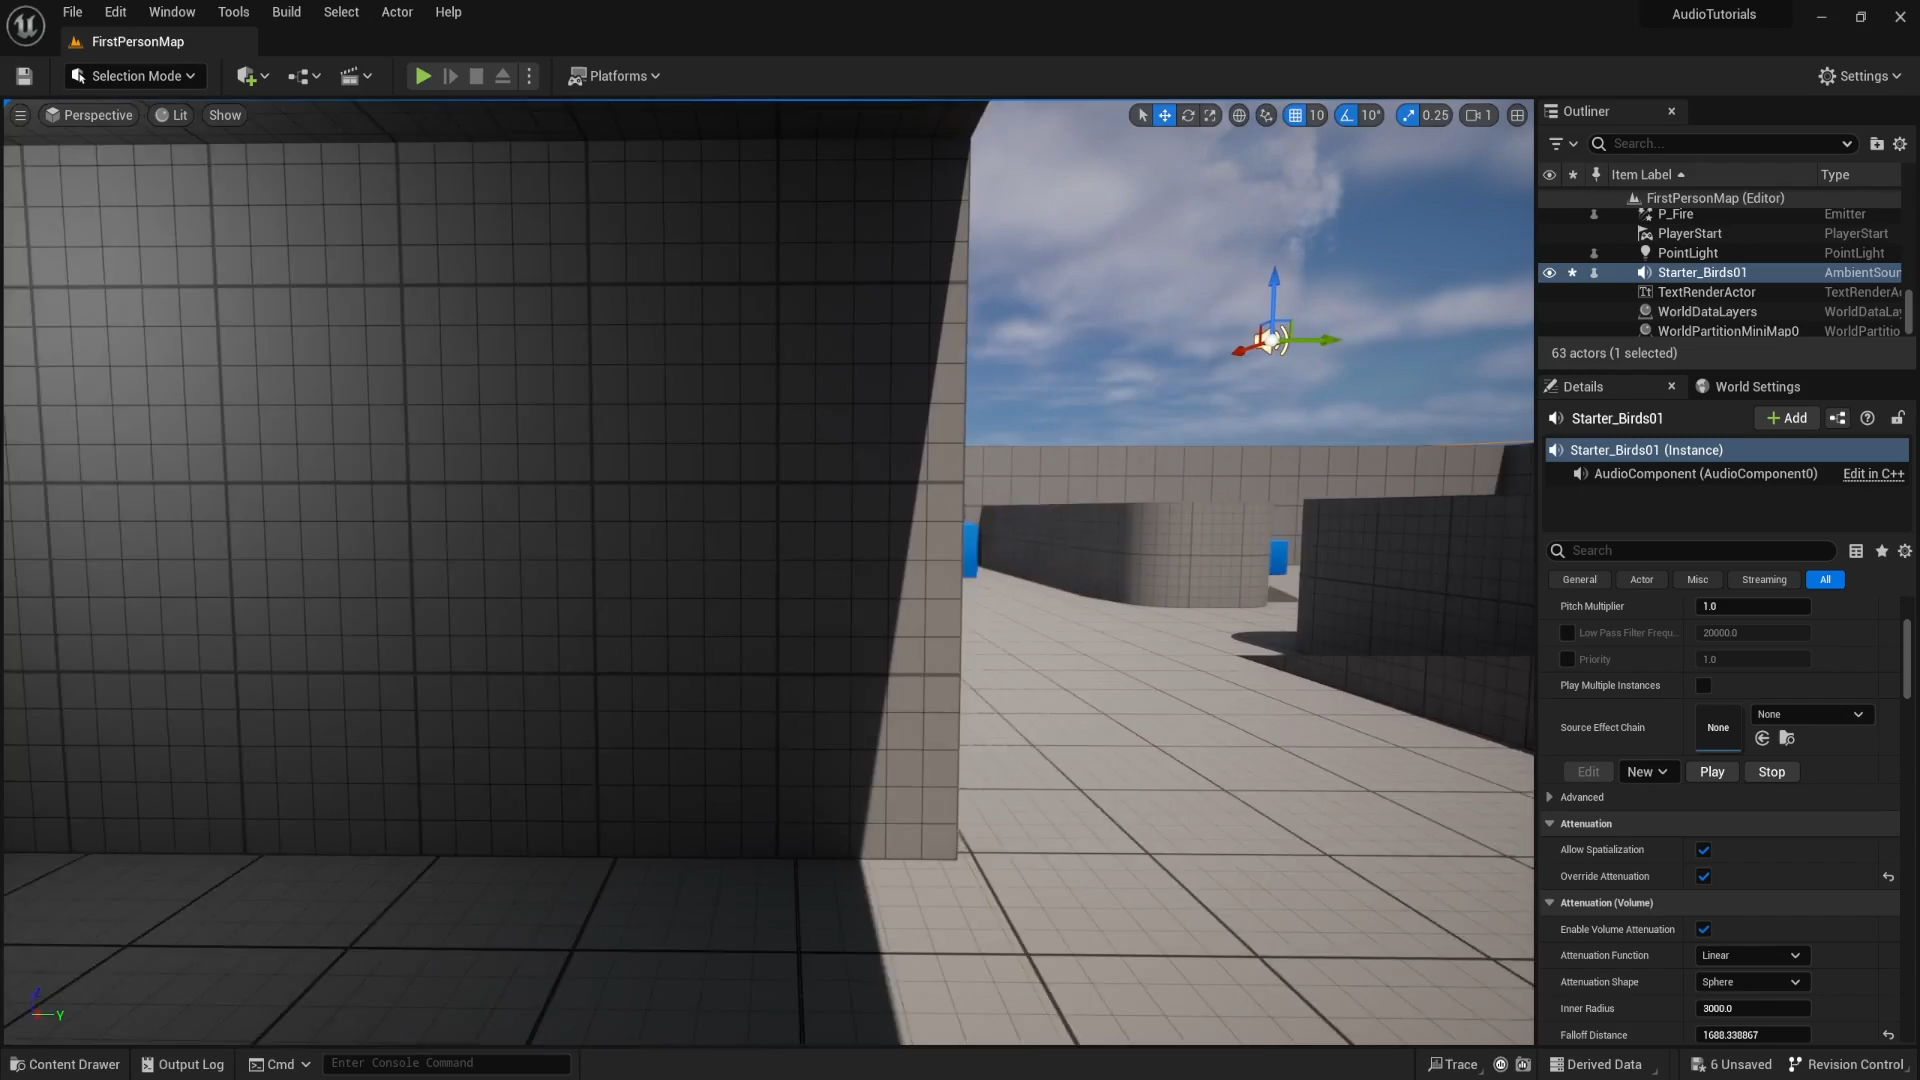 File Edit Window Tools Build Select Actor Help
AudioTutorials
FirstPersonMap
Selection Mode
Platforms
Settings
Perspective
Lit
Show
10
10°
0.25
1
Outliner
Search...
Item Label
Type
FirstPersonMap (Editor)
P_Fire Emitter
PlayerStart PlayerStart
PointLight PointLight
Starter_Birds01 AmbientSoun
TextRenderActor TextRenderA
WorldDataLayers WorldDataLay
WorldPartitionMiniMap0 WorldPartitio
63 actors (1 selected)
Details
World Settings
Starter_Birds01
Add
Starter_Birds01 (Instance)
AudioComponent (AudioComponent0) Edit in C++
Search
General Actor Misc Streaming All
Pitch Multiplier 1.0
Low Pass Filter Frequ.. 20000.0
Priority 1.0
Play Multiple Instances
Source Effect Chain
None
None
Edit New Play Stop
Advanced
Attenuation
Allow Spatialization
Override Attenuation
Attenuation (Volume)
Enable Volume Attenuation
Attenuation Function Linear
Attenuation Shape Sphere
Inner Radius 3000.0
Falloff Distance 1688.338867
Z
Y
Content Drawer
Output Log
Cmd
Enter Console Command
Trace
Derived Data
6 Unsaved
Revision Control